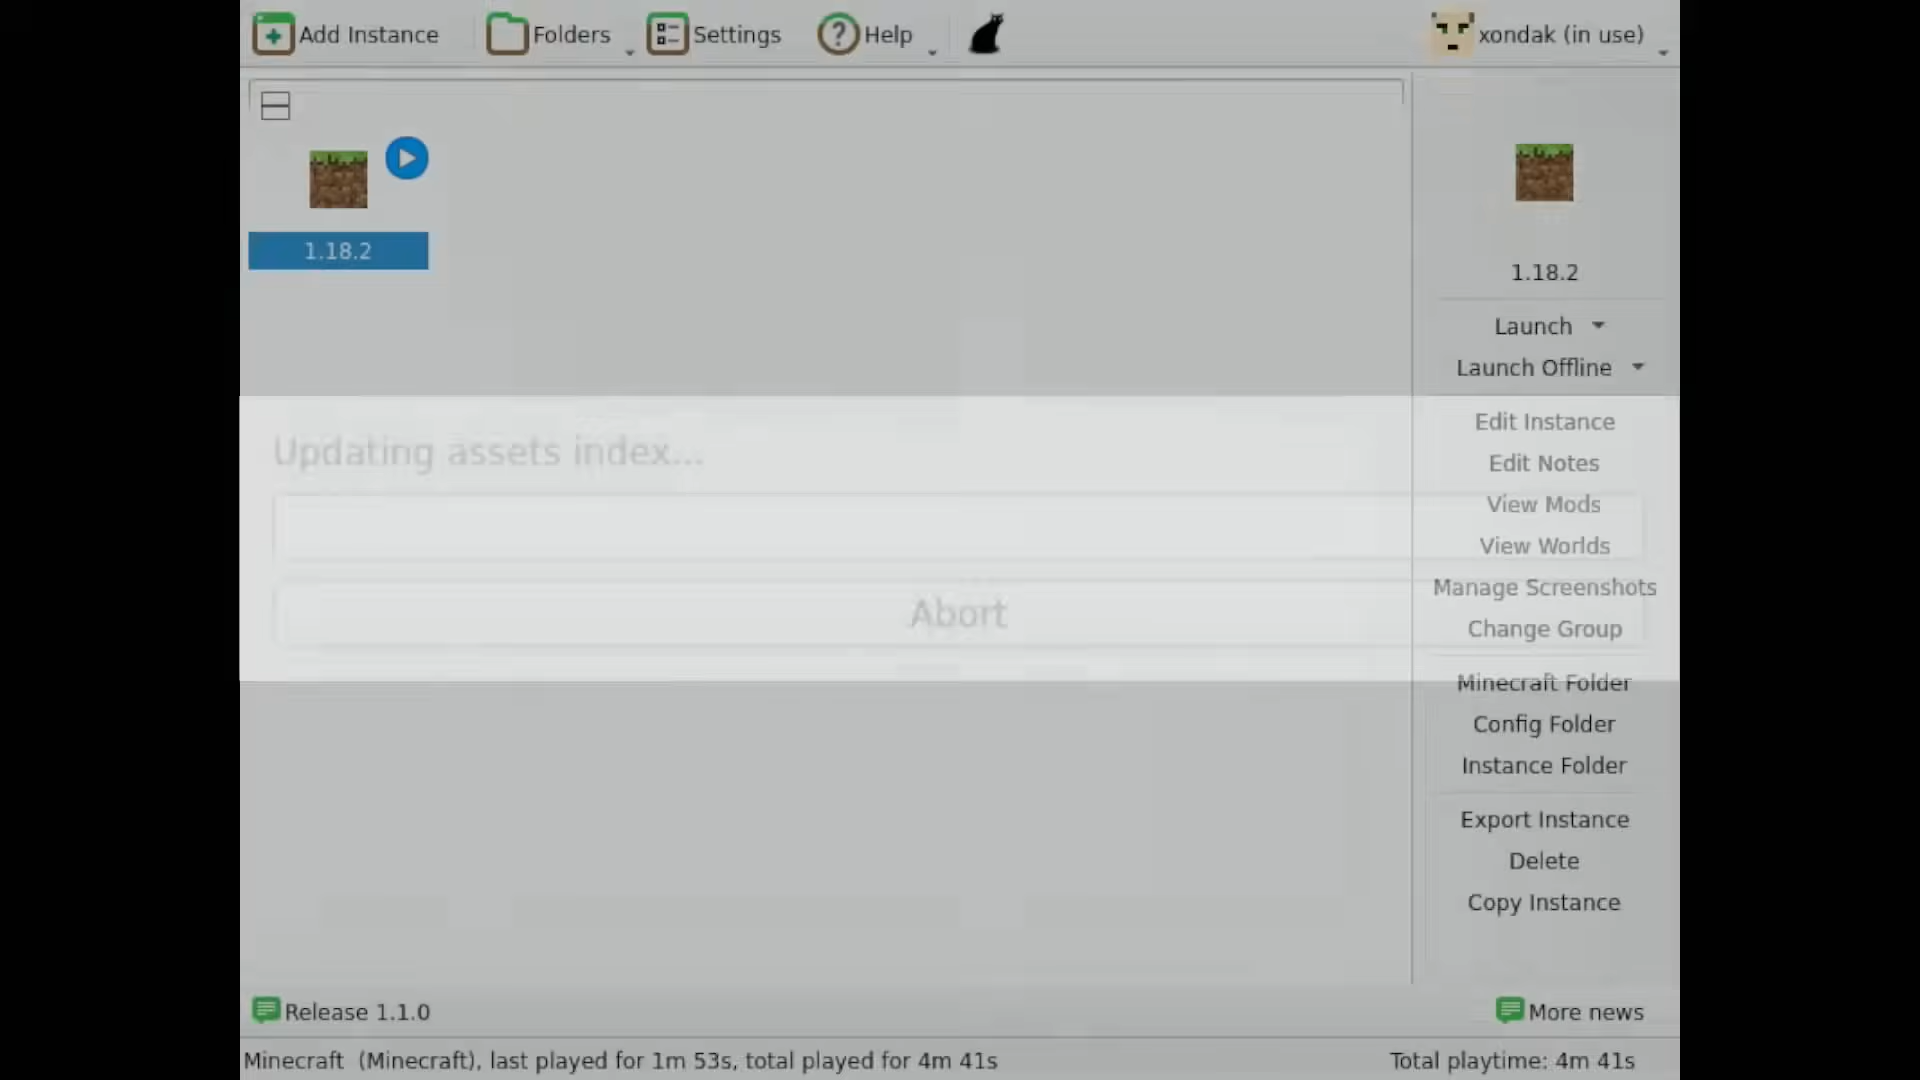 Add Instance Folders Settings Help xondak (in use)
1.18.2
1.18.2
Launch
Launch Offline
Updating assets index...
Abort
Edit Instance
Edit Notes
View Mods
View Worlds
Manage Screenshots
Change Group
Minecraft Folder
Config Folder
Instance Folder
Export Instance
Delete
Copy Instance
Release 1.1.0 More news
Minecraft (Minecraft), last played for 1m 53s, total played for 4m 41s Total playtime: 4m 41s